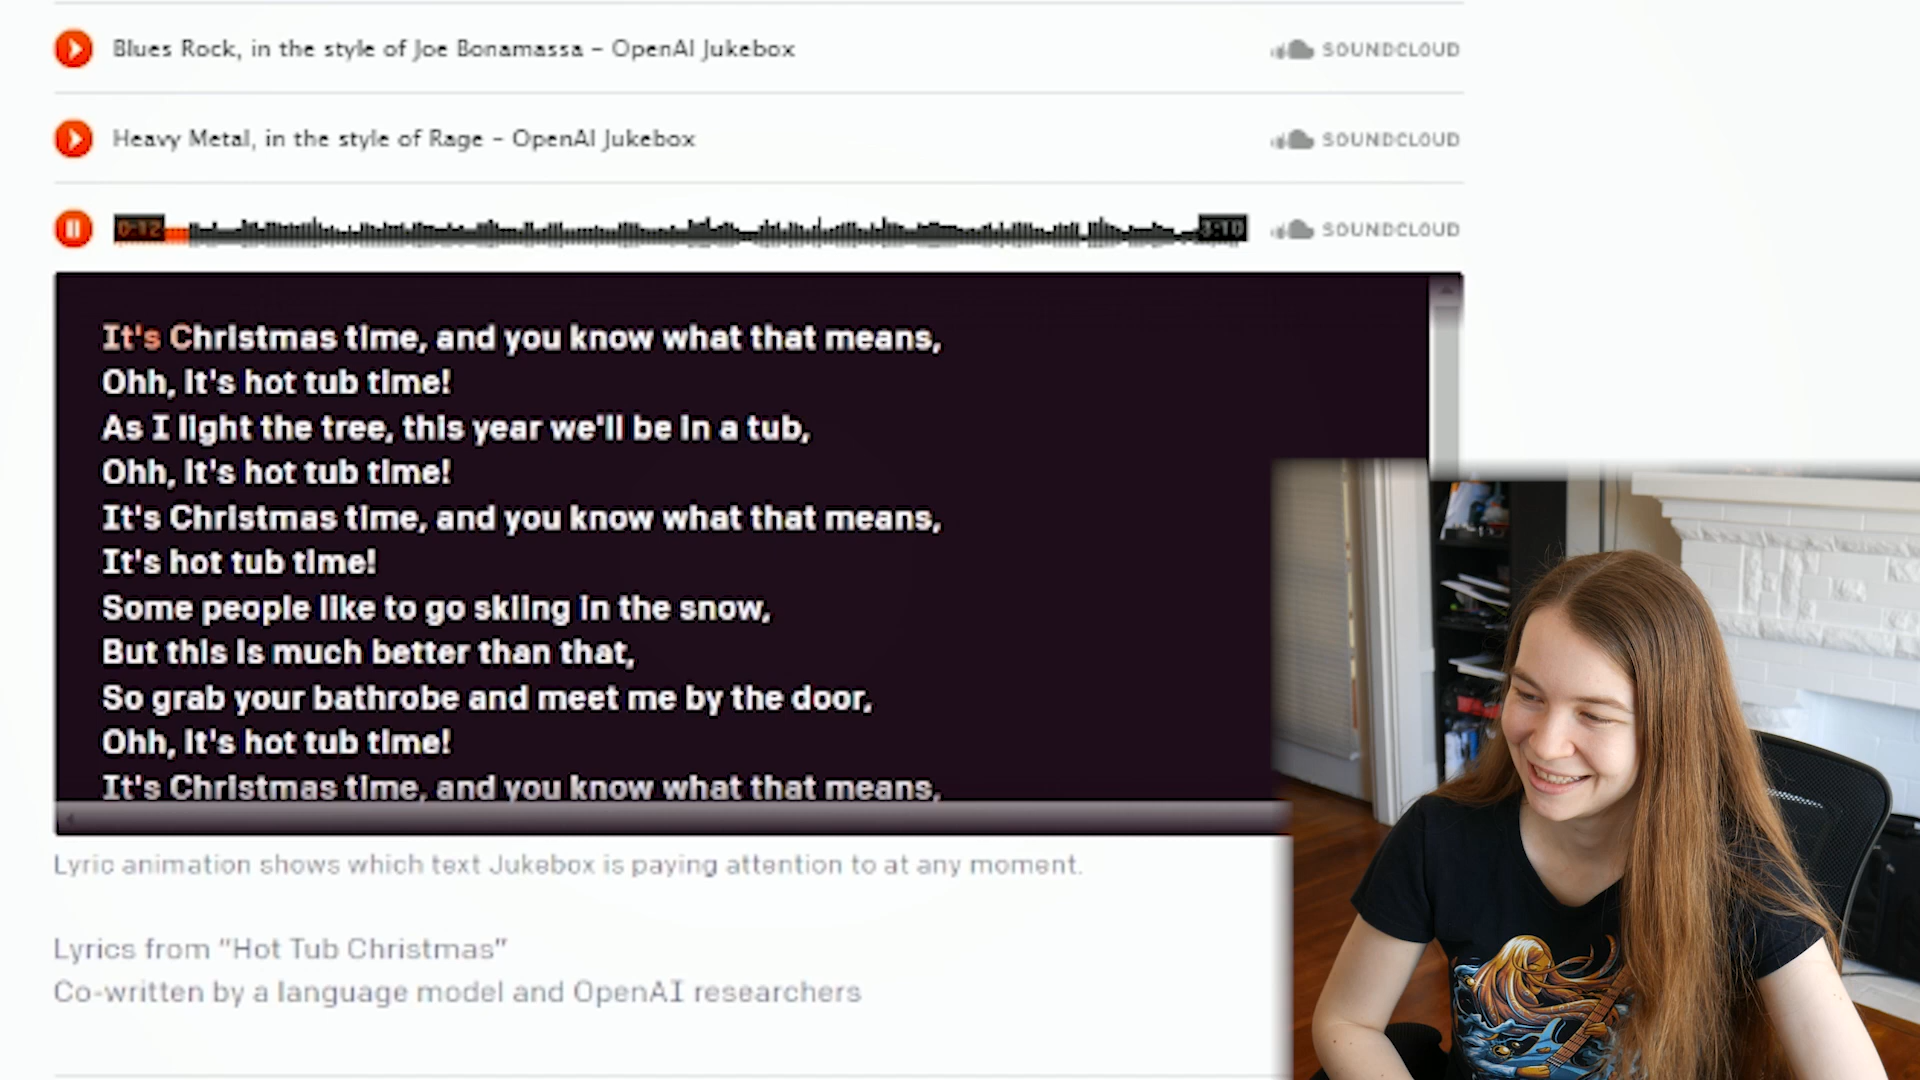 Blues Rock, in the style of Joe Bonamassa – OpenAI Jukebox
SOUNDCLOUD
Heavy Metal, in the style of Rage – OpenAI Jukebox
SOUNDCLOUD
0:12
3:10
SOUNDCLOUD
It's Christmas time, and you know what that means,
Ohh, it's hot tub time!
As I light the tree, this year we'll be in a tub,
Ohh, it's hot tub time!
It's Christmas time, and you know what that means,
It's hot tub time!
Some people like to go skiing in the snow,
But this is much better than that,
So grab your bathrobe and meet me by the door,
Ohh, it's hot tub time!
It's Christmas time, and you know what that means,
Lyric animation shows which text Jukebox is paying attention to at any moment.
Lyrics from "Hot Tub Christmas"
Co-written by a language model and OpenAI researchers